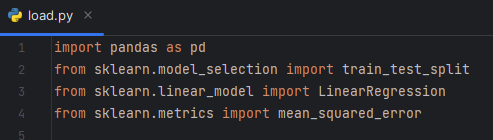 load.py
1 import pandas as pd
2 from sklearn.model_selection import train_test_split
3 from sklearn.linear_model import LinearRegression
4 from sklearn.metrics import mean_squared_error
5